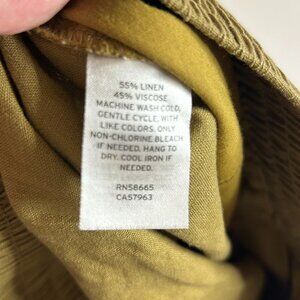 55% LINEN
45% VISCOSE
MACHINE WASH COLD,
GENTLE CYCLE, WITH
LIKE COLORS, ONLY
NON-CHLORINE BLEACH
IF NEEDED, HANG TO
DRY. COOL IRON IF
NEEDED.
RN58665
CA57963